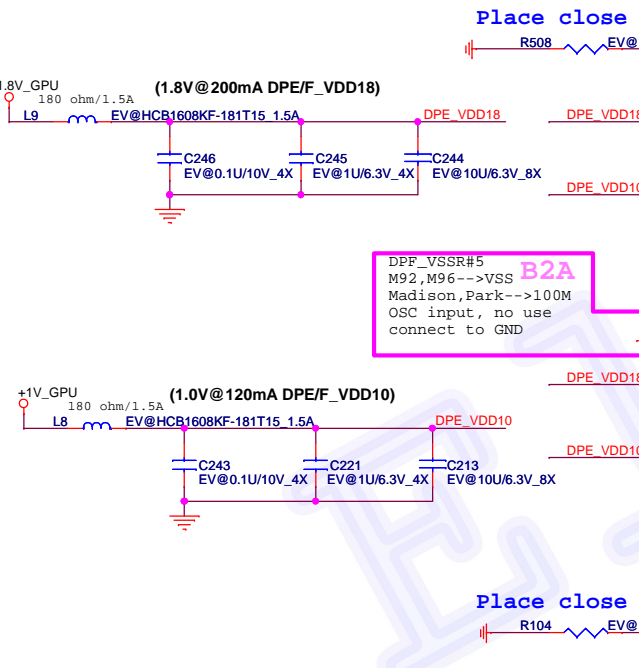 Place close
R508 EV@
1.8V_GPU
180 ohm/1.5A
(1.8V@200mA DPE/F_VDD18)
L9 EV@HCB1608KF-181T15_1.5A DPE_VDD18 DPE_VDD18
C246 C245 C244
EV@0.1U/10V_4X EV@1U/6.3V_4X EV@10U/6.3V_8X
DPE_VDD10
DPF_VSSR#5
B2A
M92,M96-->VSS
Madison,Park-->100M
OSC input, no use
connect to GND
DPE_VDD18
+1V_GPU
180 ohm/1.5A
(1.0V@120mA DPE/F_VDD10)
L8 EV@HCB1608KF-181T15_1.5A DPE_VDD10
DPE_VDD10
C243 C221 C213
EV@0.1U/10V_4X EV@1U/6.3V_4X EV@10U/6.3V_8X
Place close
R104 EV@